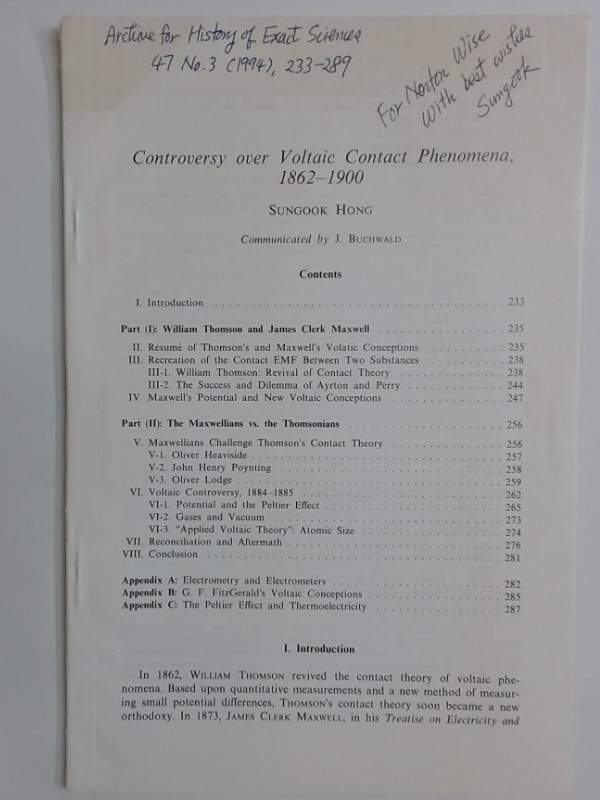 Archive for History of Exact Sciences
47 No. 3 (1994), 233-289
For Norton Wise
With best wishes
Sungook
Controversy over Voltaic Contact Phenomena,
1862–1900
SUNGOOK HONG
Communicated by J. BUCHWALD
Contents
I. Introduction . . . . . . . . . . . . . . . . . . . . 233
Part (I): William Thomson and James Clerk Maxwell . . . . . . . . . . 235
II. Résumé of Thomson's and Maxwell's Volatic Conceptions . . . . . . 235
III. Recreation of the Contact EMF Between Two Substances . . . . . . 238
III-1. William Thomson: Revival of Contact Theory . . . . . . . . 238
III-2. The Success and Dilemma of Ayrton and Perry . . . . . . . . 244
IV. Maxwell's Potential and New Voltaic Conceptions . . . . . . . . 247
Part (II): The Maxwellians vs. the Thomsonians . . . . . . . . . . 256
V. Maxwellians Challenge Thomson's Contact Theory . . . . . . . . 256
V-1. Oliver Heaviside . . . . . . . . . . . . . . . . 257
V-2. John Henry Poynting . . . . . . . . . . . . . . . . 258
V-3. Oliver Lodge . . . . . . . . . . . . . . . . 259
VI. Voltaic Controversy, 1884–1885 . . . . . . . . . . . . . . 262
VI-1. Potential and the Peltier Effect . . . . . . . . . . . . 265
VI-2. Gases and Vacuum . . . . . . . . . . . . . . . . 273
VI-3. "Applied Voltaic Theory": Atomic Size . . . . . . . . . . 274
VII. Reconciliation and Aftermath . . . . . . . . . . . . . . 276
VIII. Conclusion . . . . . . . . . . . . . . . . . . 281
Appendix A: Electrometry and Electrometers . . . . . . . . . . . . 282
Appendix B: G. F. FitzGerald's Voltaic Conceptions . . . . . . . . . . 285
Appendix C: The Peltier Effect and Thermoelectricity . . . . . . . . . . 287
I. Introduction
In 1862, WILLIAM THOMSON revived the contact theory of voltaic phe-
nomena. Based upon quantitative measurements and a new method of measur-
ing small potential differences, THOMSON's contact theory soon became a new
orthodoxy. In 1873, JAMES CLERK MAXWELL, in his Treatise on Electricity and